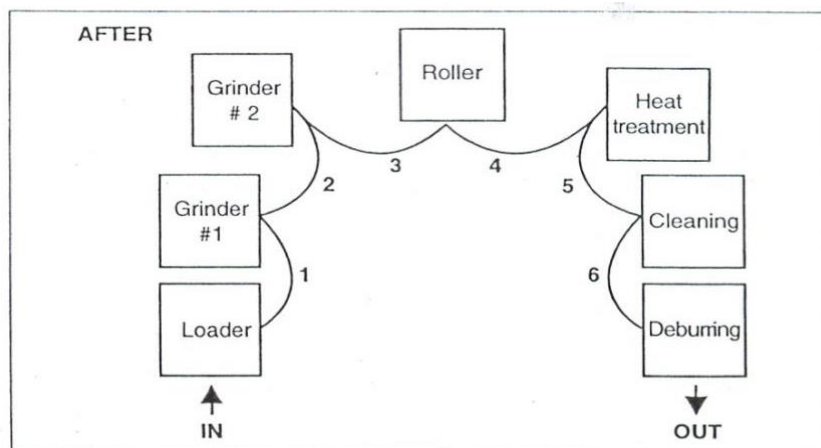 AFTER
Grinder
# 2
Roller
Heat
treatment
2
3
4
5
Grinder
#1
Cleaning
1
6
Loader
Deburring
IN
OUT